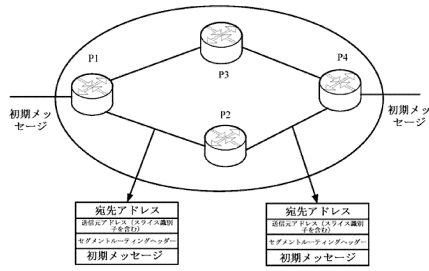 P1
P3
P4
P2
初期メッ
セージ
初期メッ
セージ
宛先アドレス
送信元アドレス（スライス識別
子を含む）
セグメントルーティングヘッダー
初期メッセージ
宛先アドレス
送信元アドレス（スライス識別
子を含む）
セグメントルーティングヘッダー
初期メッセージ